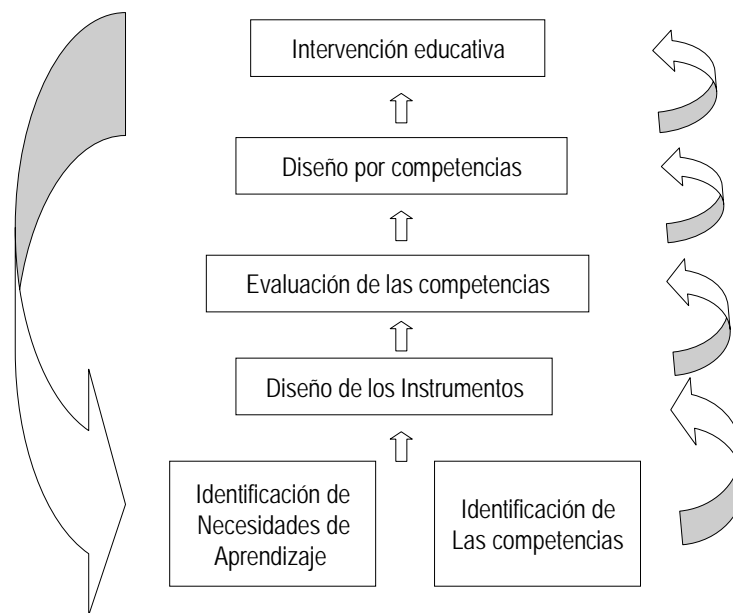 Intervención educativa
Diseño por competencias
Evaluación de las competencias
Diseño de los Instrumentos
Identificación de
Necesidades de
Aprendizaje
Identificación de
Las competencias